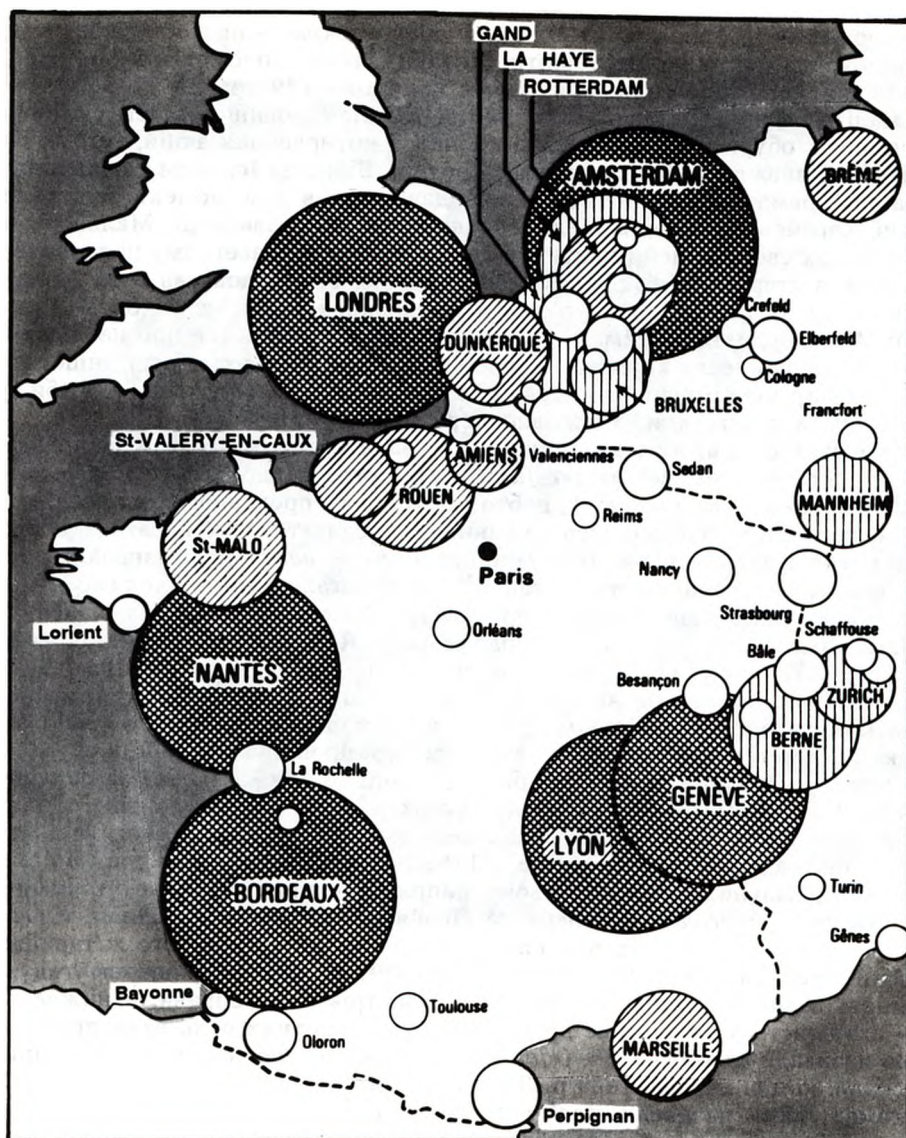 GAND
LA HAYE
ROTTERDAM
AMSTERDAM
BRÊME
LONDRES
Crefeld
Elberfeld
DUNKERQUE
Cologne
BRUXELLES
Francfort
St-VALERY-EN-CAUX
AMIENS
Valenciennes
Sedan
ROUEN
MANNHEIM
Reims
St-MALO
Paris
Nancy
Strasbourg
Lorient
Orléans
Schaffouse
Bâle
NANTES
Besançon
ZURICH
BERNE
La Rochelle
GENÈVE
LYON
BORDEAUX
Turin
Gênes
Bayonne
Toulouse
Oloron
MARSEILLE
Perpignan